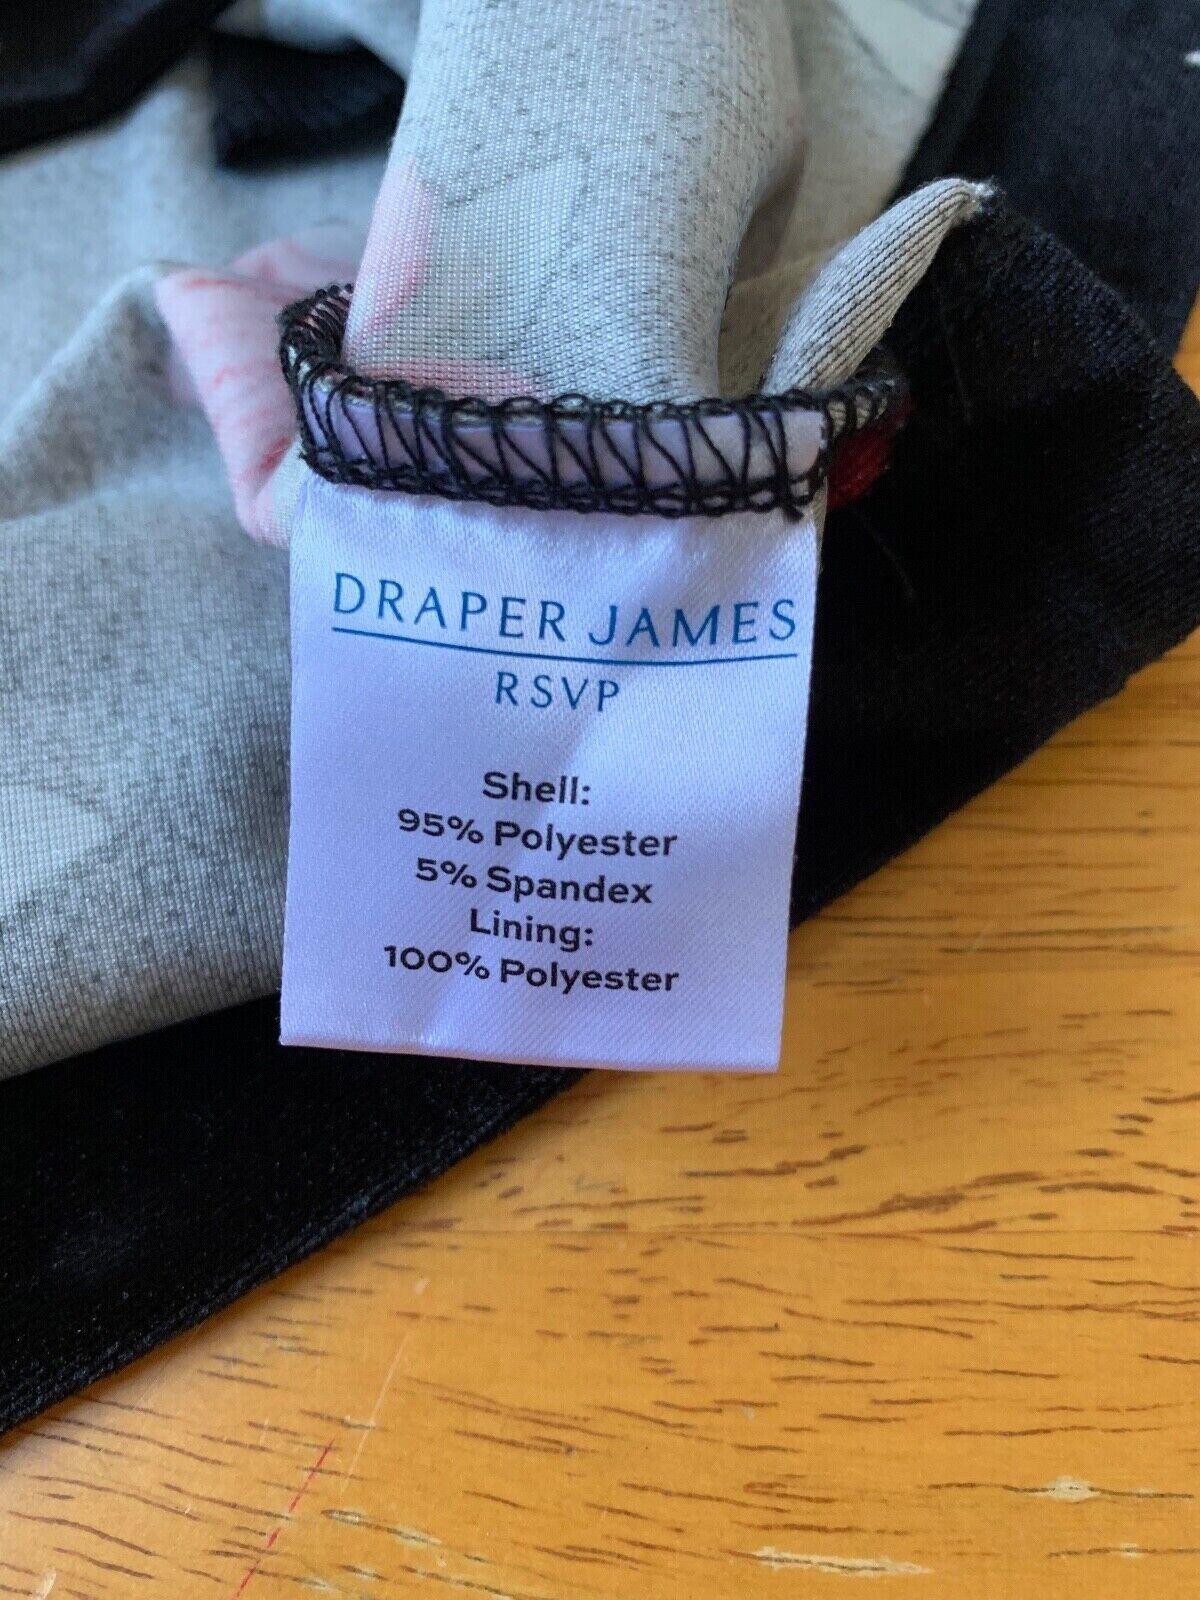 DRAPER JAMES
RSVP
Shell:
95% Polyester
5% Spandex
Lining:
100% Polyester